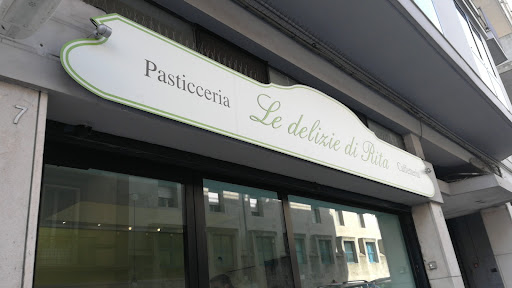 Pasticceria
Le delizie di Rita
Caffetteria
7